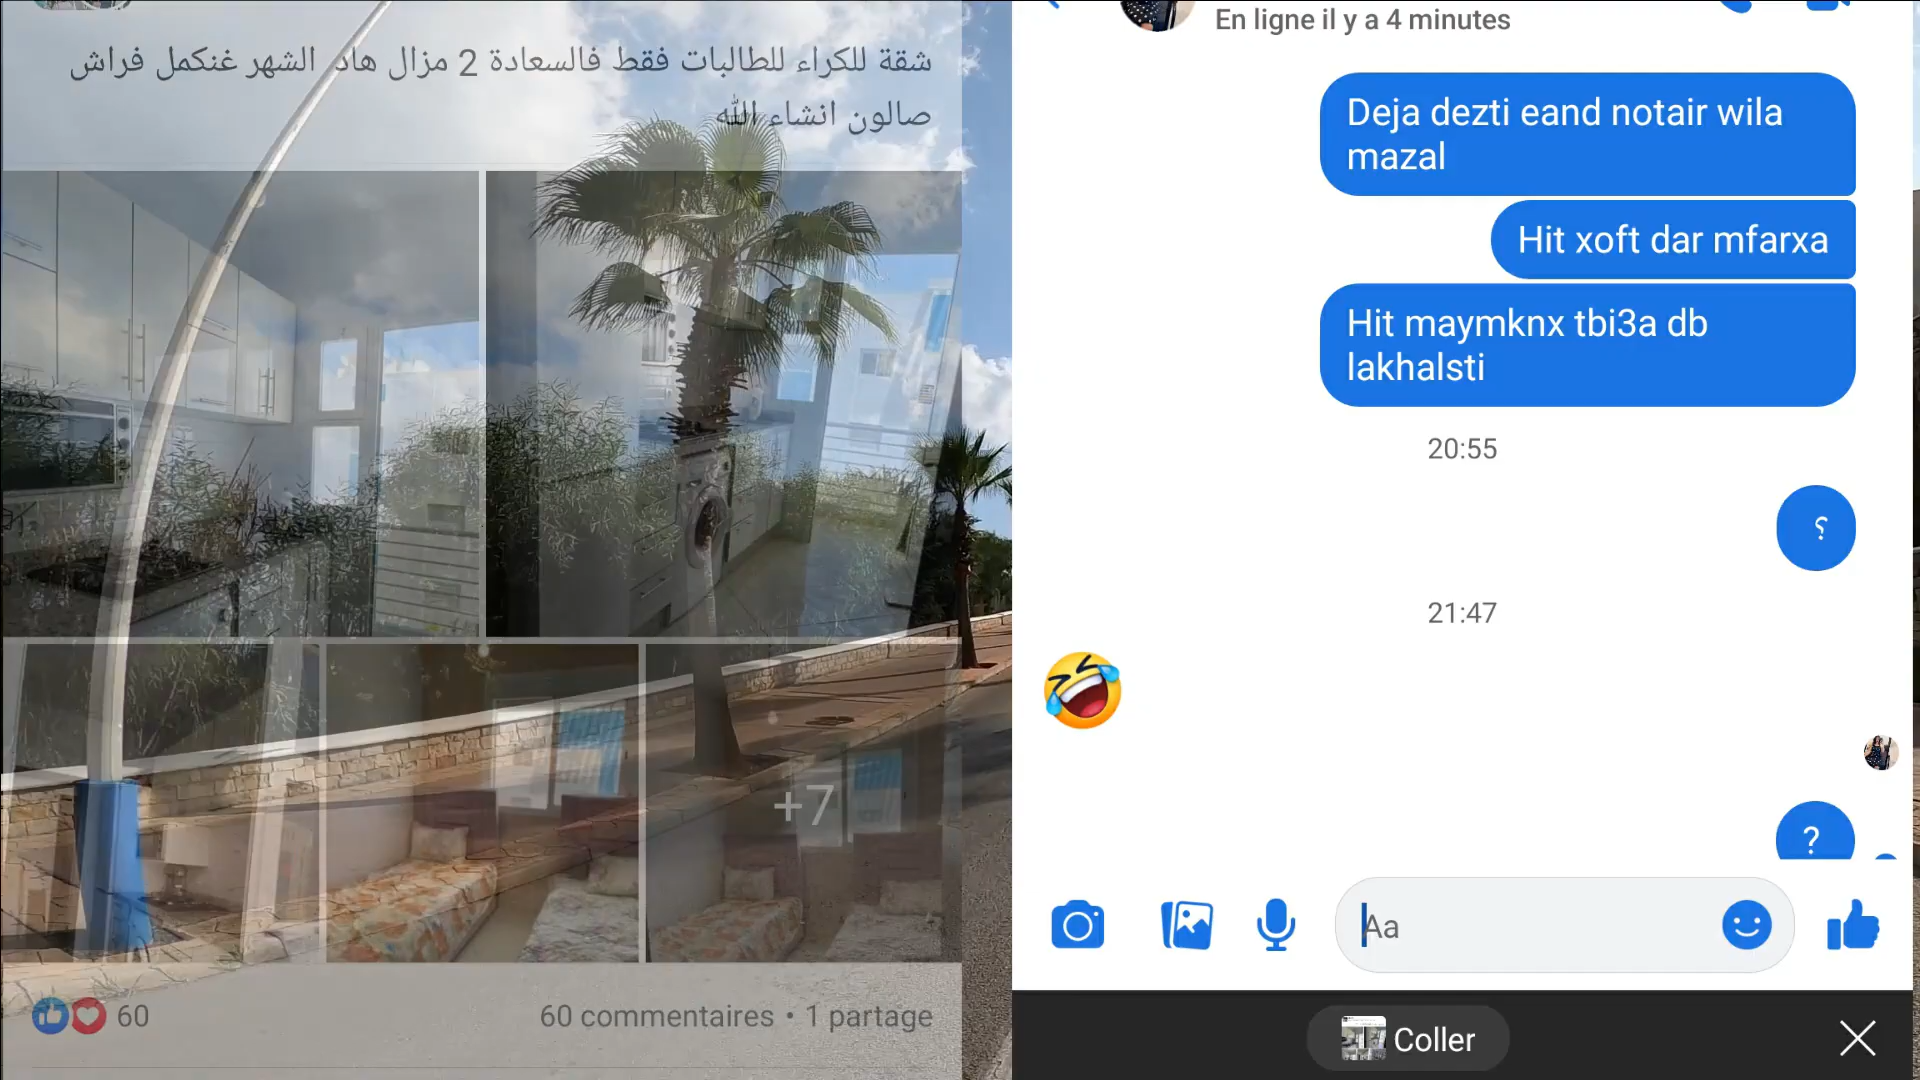 شقة للكراء للطالبات فقط فالسعادة 2 مزال هاد الشهر غنكمل فراش
صالون انشاء الله
+7
60
60 commentaires • 1 partage
En ligne il y a 4 minutes
Deja dezti eand notair wila
mazal
Hit xoft dar mfarxa
Hit maymknx tbi3a db
lakhalsti
20:55
؟
21:47
?
Aa
Coller